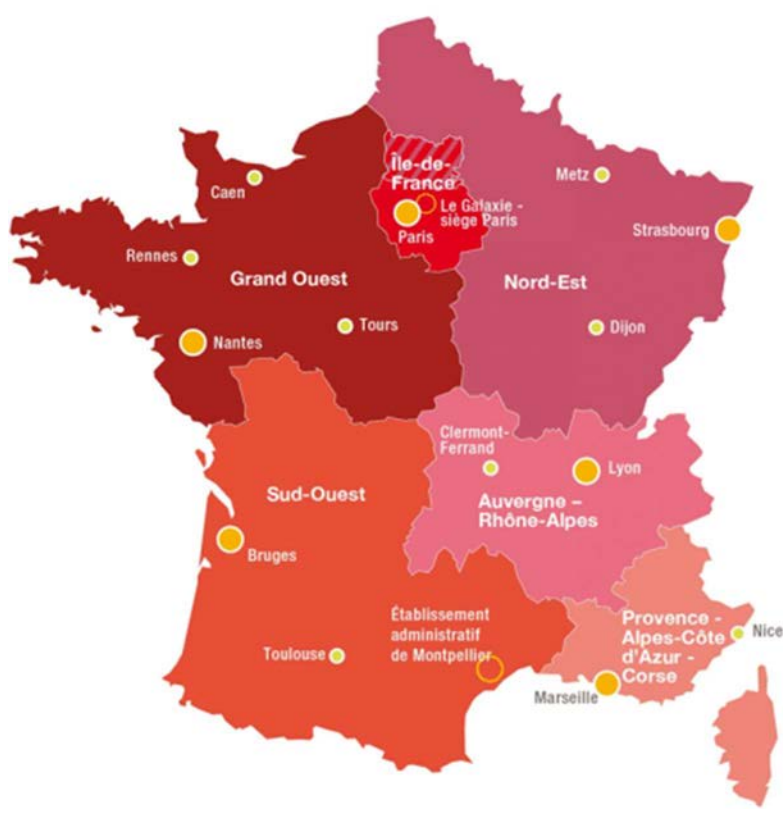 Île-de-
France
Caen
Metz
Le Galaxie -
siège Paris
Paris
Strasbourg
Rennes
Grand Ouest
Nord-Est
Nantes
Tours
Dijon
Clermont-
Ferrand
Lyon
Sud-Ouest
Auvergne –
Rhône-Alpes
Bruges
Établissement
administratif
de Montpellier
Provence -
Alpes-Côte
d'Azur -
Corse
Nice
Toulouse
Marseille